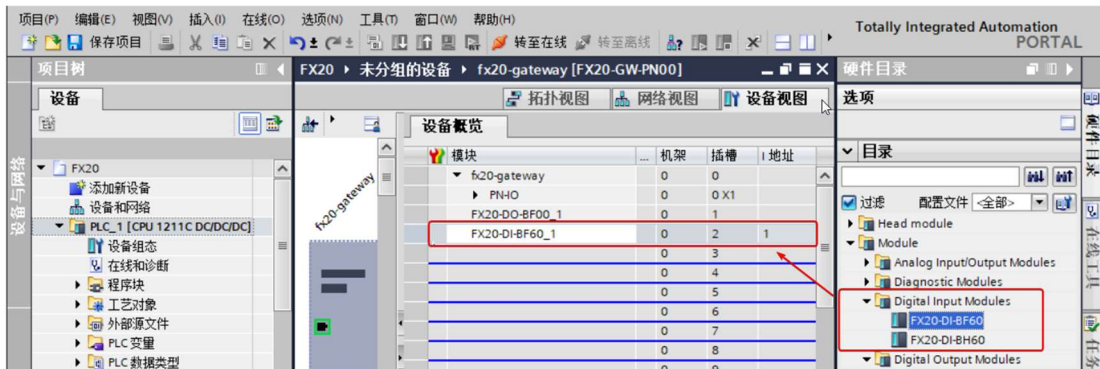 项目(P) 编辑(E) 视图(V) 插入(I) 在线(O) 选项(N) 工具(T) 窗口(W) 帮助(H)
Totally Integrated Automation
PORTAL
保存项目 转至在线 转至离线
项目树
FX20 ▸ 未分组的设备 ▸ fx20-gateway [FX20-GW-PN00]
硬件目录
设备
拓扑视图 网络视图 设备视图
选项
设备概览
模块 ... 机架 插槽 I 地址
目录
fx20-gateway 0 0
PN-IO 0 0 X1
FX20-DO-BF00_1 0 1
FX20-DI-BF60_1 0 2 1
0 3
0 4
0 5
0 6
0 7
0 8
fx20-gateway
过滤 配置文件 <全部>
Head module
Module
Analog Input/Output Modules
Diagnostic Modules
Digital Input Modules
FX20-DI-BF60
FX20-DI-BH60
Digital Output Modules
FX20
添加新设备
设备和网络
PLC_1 [CPU 1211C DC/DC/DC]
设备组态
在线和诊断
程序块
工艺对象
外部源文件
PLC 变量
PLC 数据类型
设备与网络
硬件目录
在线工具